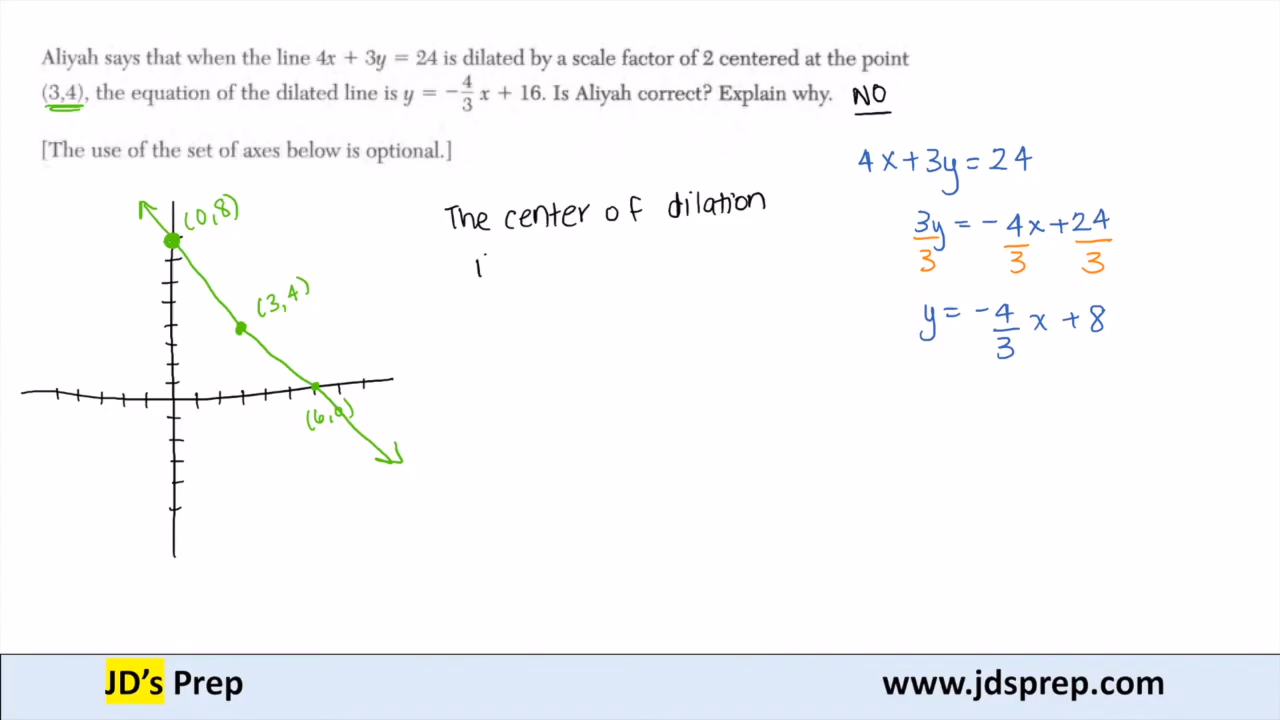 Aliyah says that when the line 4x + 3y = 24 is dilated by a scale factor of 2 centered at the point
(3,4), the equation of the dilated line is y = −4/3 x + 16. Is Aliyah correct? Explain why. NO
[The use of the set of axes below is optional.]
4x+3y=24
(0,8)
The center of dilation
3y/3 = -4x/3 + 24/3
i
(3,4)
y = -4/3 x + 8
(6,0)
JD's Prep
www.jdsprep.com